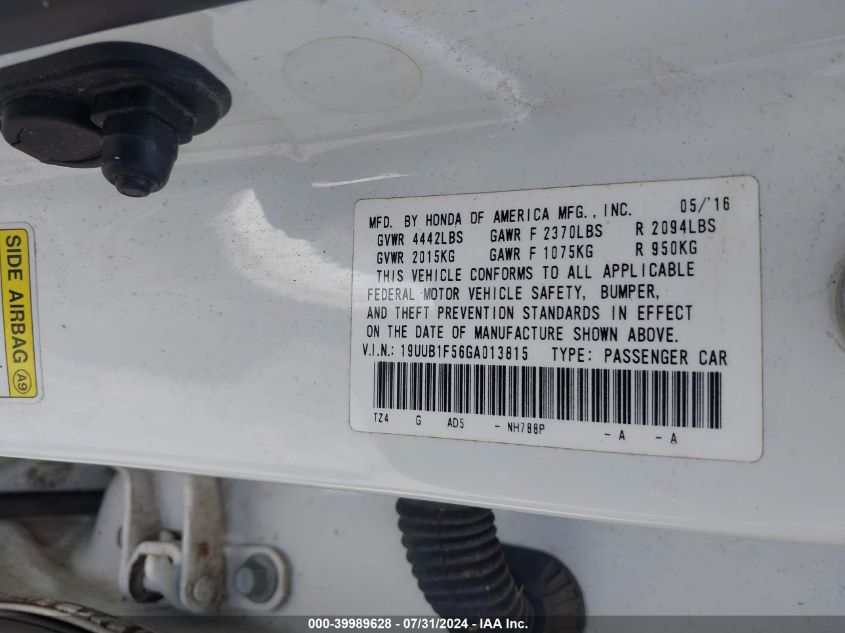 MFD. BY HONDA OF AMERICA MFG., INC. 05/'16
GVWR 4442LBS GAWR F 2370LBS R 2094LBS
GVWR 2015KG GAWR F 1075KG R 950KG
THIS VEHICLE CONFORMS TO ALL APPLICABLE
FEDERAL MOTOR VEHICLE SAFETY, BUMPER,
AND THEFT PREVENTION STANDARDS IN EFFECT
ON THE DATE OF MANUFACTURE SHOWN ABOVE.
V.I.N.: 19UUB1F56GA013815 TYPE: PASSENGER CAR
TZ4 G ADS - NH788P - A - A
SIDE AIRBAG A9
000-39989628 - 07/31/2024 - IAA Inc.